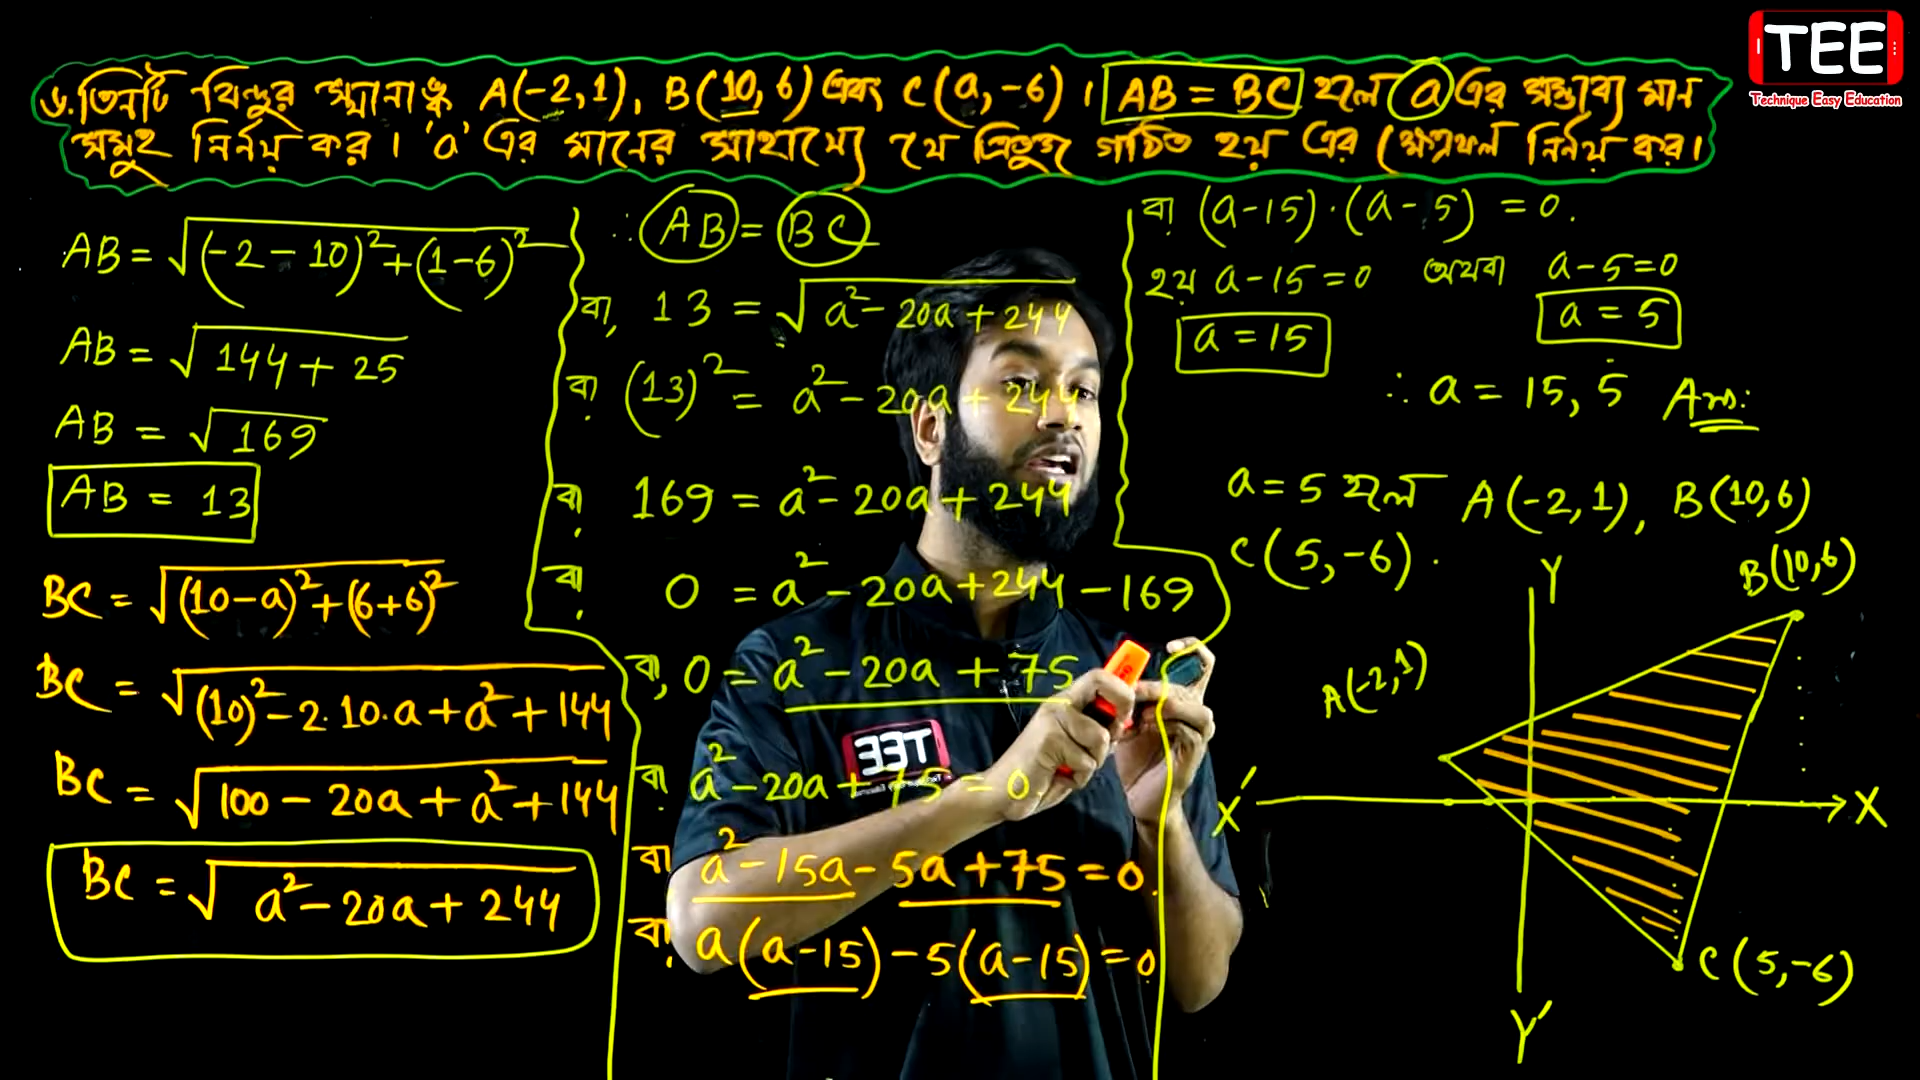 TEE
Technique Easy Education
৬. তিনটি বিন্দুর স্থানাঙ্ক A(-2,1), B(10,6) এবং C(a,-6) । AB = BC হলে a এর সম্ভাব্য মান
সমূহ নির্নয় কর। 'a' এর মানের সাহায্যে যে ত্রিভুজ গঠিত হয় এর ক্ষেত্রফল নির্নয় কর।
AB = √(-2-10)²+(1-6)²
AB = √144 + 25
AB = √169
AB = 13
BC = √(10-a)²+(6+6)²
BC = √(10)²-2.10.a+a²+144
BC = √100-20a+a²+144
BC = √a²-20a+244
∴ AB = BC
বা, 13 = √a²-20a+244
বা, (13)² = a²-20a+244
বা, 169 = a²-20a+244
বা, 0 = a²-20a+244-169
বা, 0 = a²-20a+75
বা, a²-20a+75=0.
বা, a²-15a-5a+75=0.
বা, a(a-15)-5(a-15)=0
বা (a-15).(a-5) = 0.
হয় a-15=0 অথবা a-5=0
a = 15 a = 5
∴ a = 15, 5 Ans:
a = 5 হলে A(-2,1), B(10,6)
C(5,-6).
Y
B(10,6)
A(-2,1)
X' X
C(5,-6)
Y'
TEE